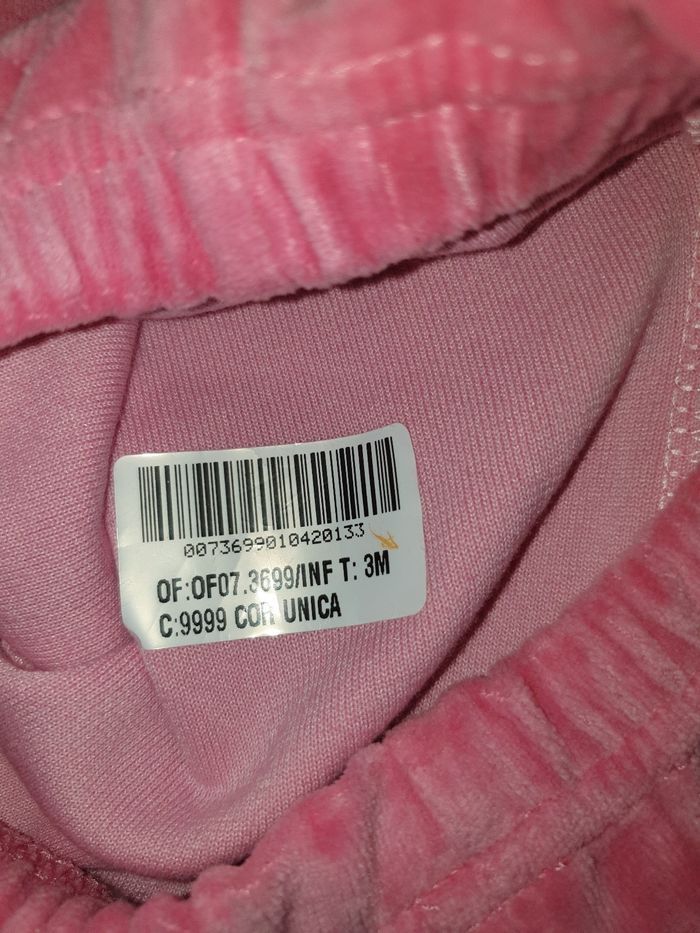 0073699010420133
OF:OF07.3699/INF T: 3M
C:9999 COR UNICA